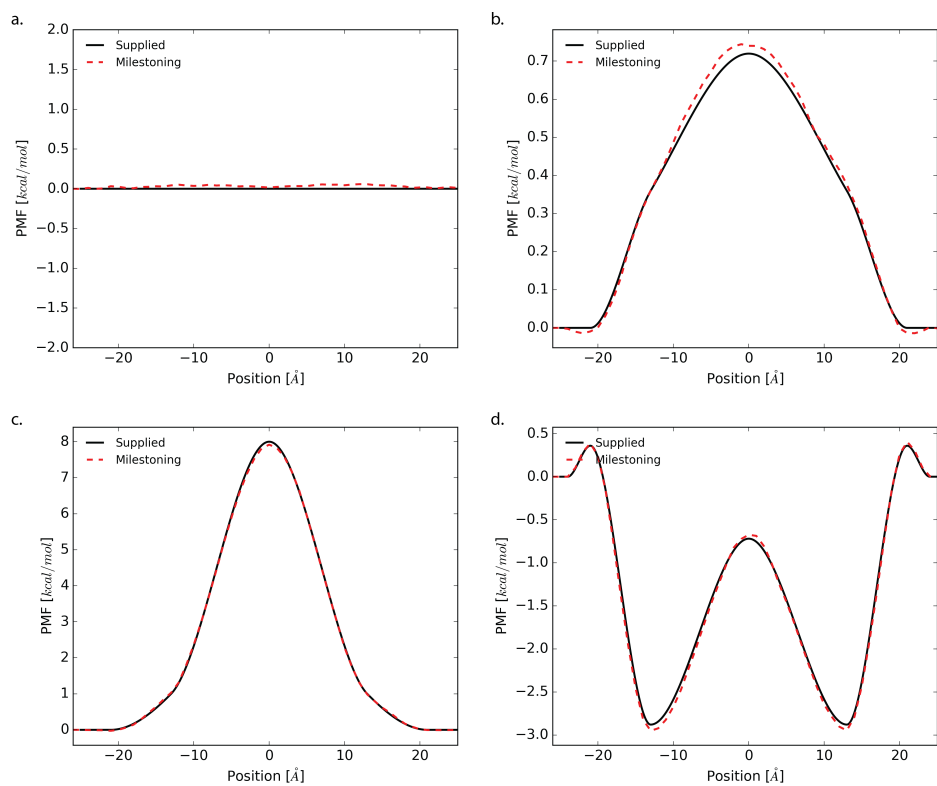 a.
2.0
1.5
1.0
0.5
0.0
−0.5
−1.0
−1.5
−2.0
PMF [kcal/mol]
Supplied
Milestoning
−20 −10 0 10 20
Position [Å]
b.
0.7
0.6
0.5
0.4
0.3
0.2
0.1
0.0
PMF [kcal/mol]
Supplied
Milestoning
−20 −10 0 10 20
Position [Å]
c.
8
7
6
5
4
3
2
1
0
PMF [kcal/mol]
Supplied
Milestoning
−20 −10 0 10 20
Position [Å]
d.
0.5
0.0
−0.5
−1.0
−1.5
−2.0
−2.5
−3.0
PMF [kcal/mol]
Supplied
Milestoning
−20 −10 0 10 20
Position [Å]